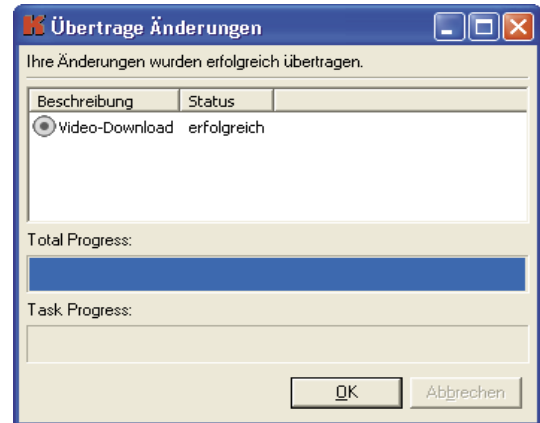 Übertrage Änderungen
Ihre Änderungen wurden erfolgreich übertragen.
Beschreibung Status
Video-Download erfolgreich
Total Progress:
Task Progress:
OK Abbrechen